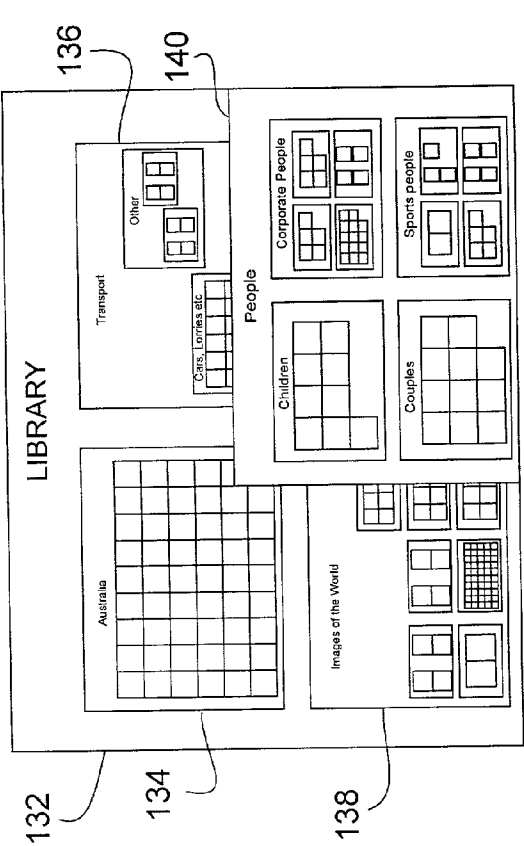 LIBRARY
132
134
136
138
140
Australia
Transport
Other
Cars, Lorries etc
Images of the World
People
Children
Corporate People
Couples
Sports people